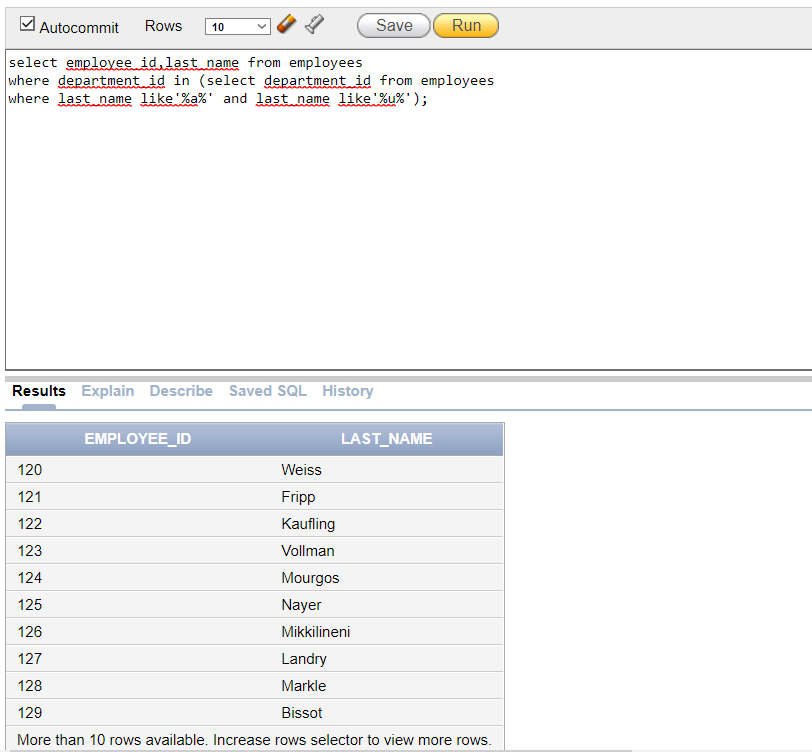 Autocommit Rows 10 Save Run
select employee_id,last_name from employees
where department_id in (select department_id from employees
where last_name like'%a%' and last_name like'%u%');
Results Explain Describe Saved SQL History
EMPLOYEE_ID LAST_NAME
120 Weiss
121 Fripp
122 Kaufling
123 Vollman
124 Mourgos
125 Nayer
126 Mikkilineni
127 Landry
128 Markle
129 Bissot
More than 10 rows available. Increase rows selector to view more rows.